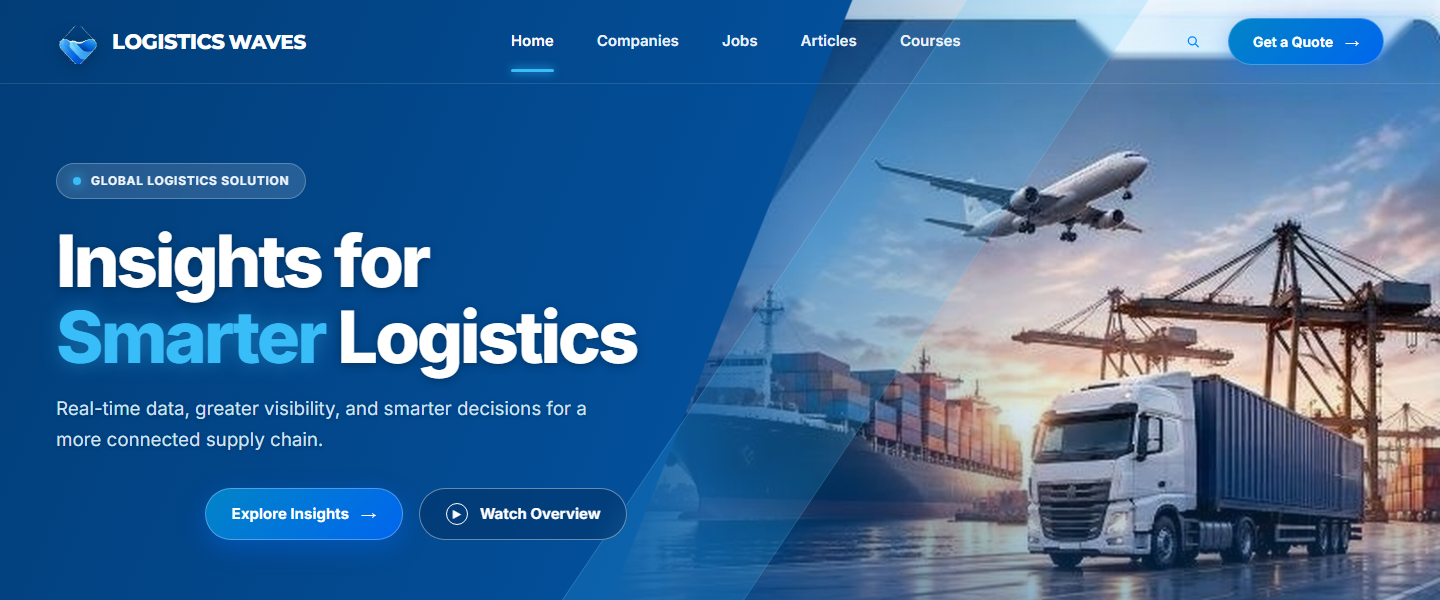 LOGISTICS WAVES
Home
Companies
Jobs
Articles
Courses
Get a Quote →
GLOBAL LOGISTICS SOLUTION
Insights for
Smarter Logistics
Real-time data, greater visibility, and smarter decisions for a
more connected supply chain.
Explore Insights →
Watch Overview